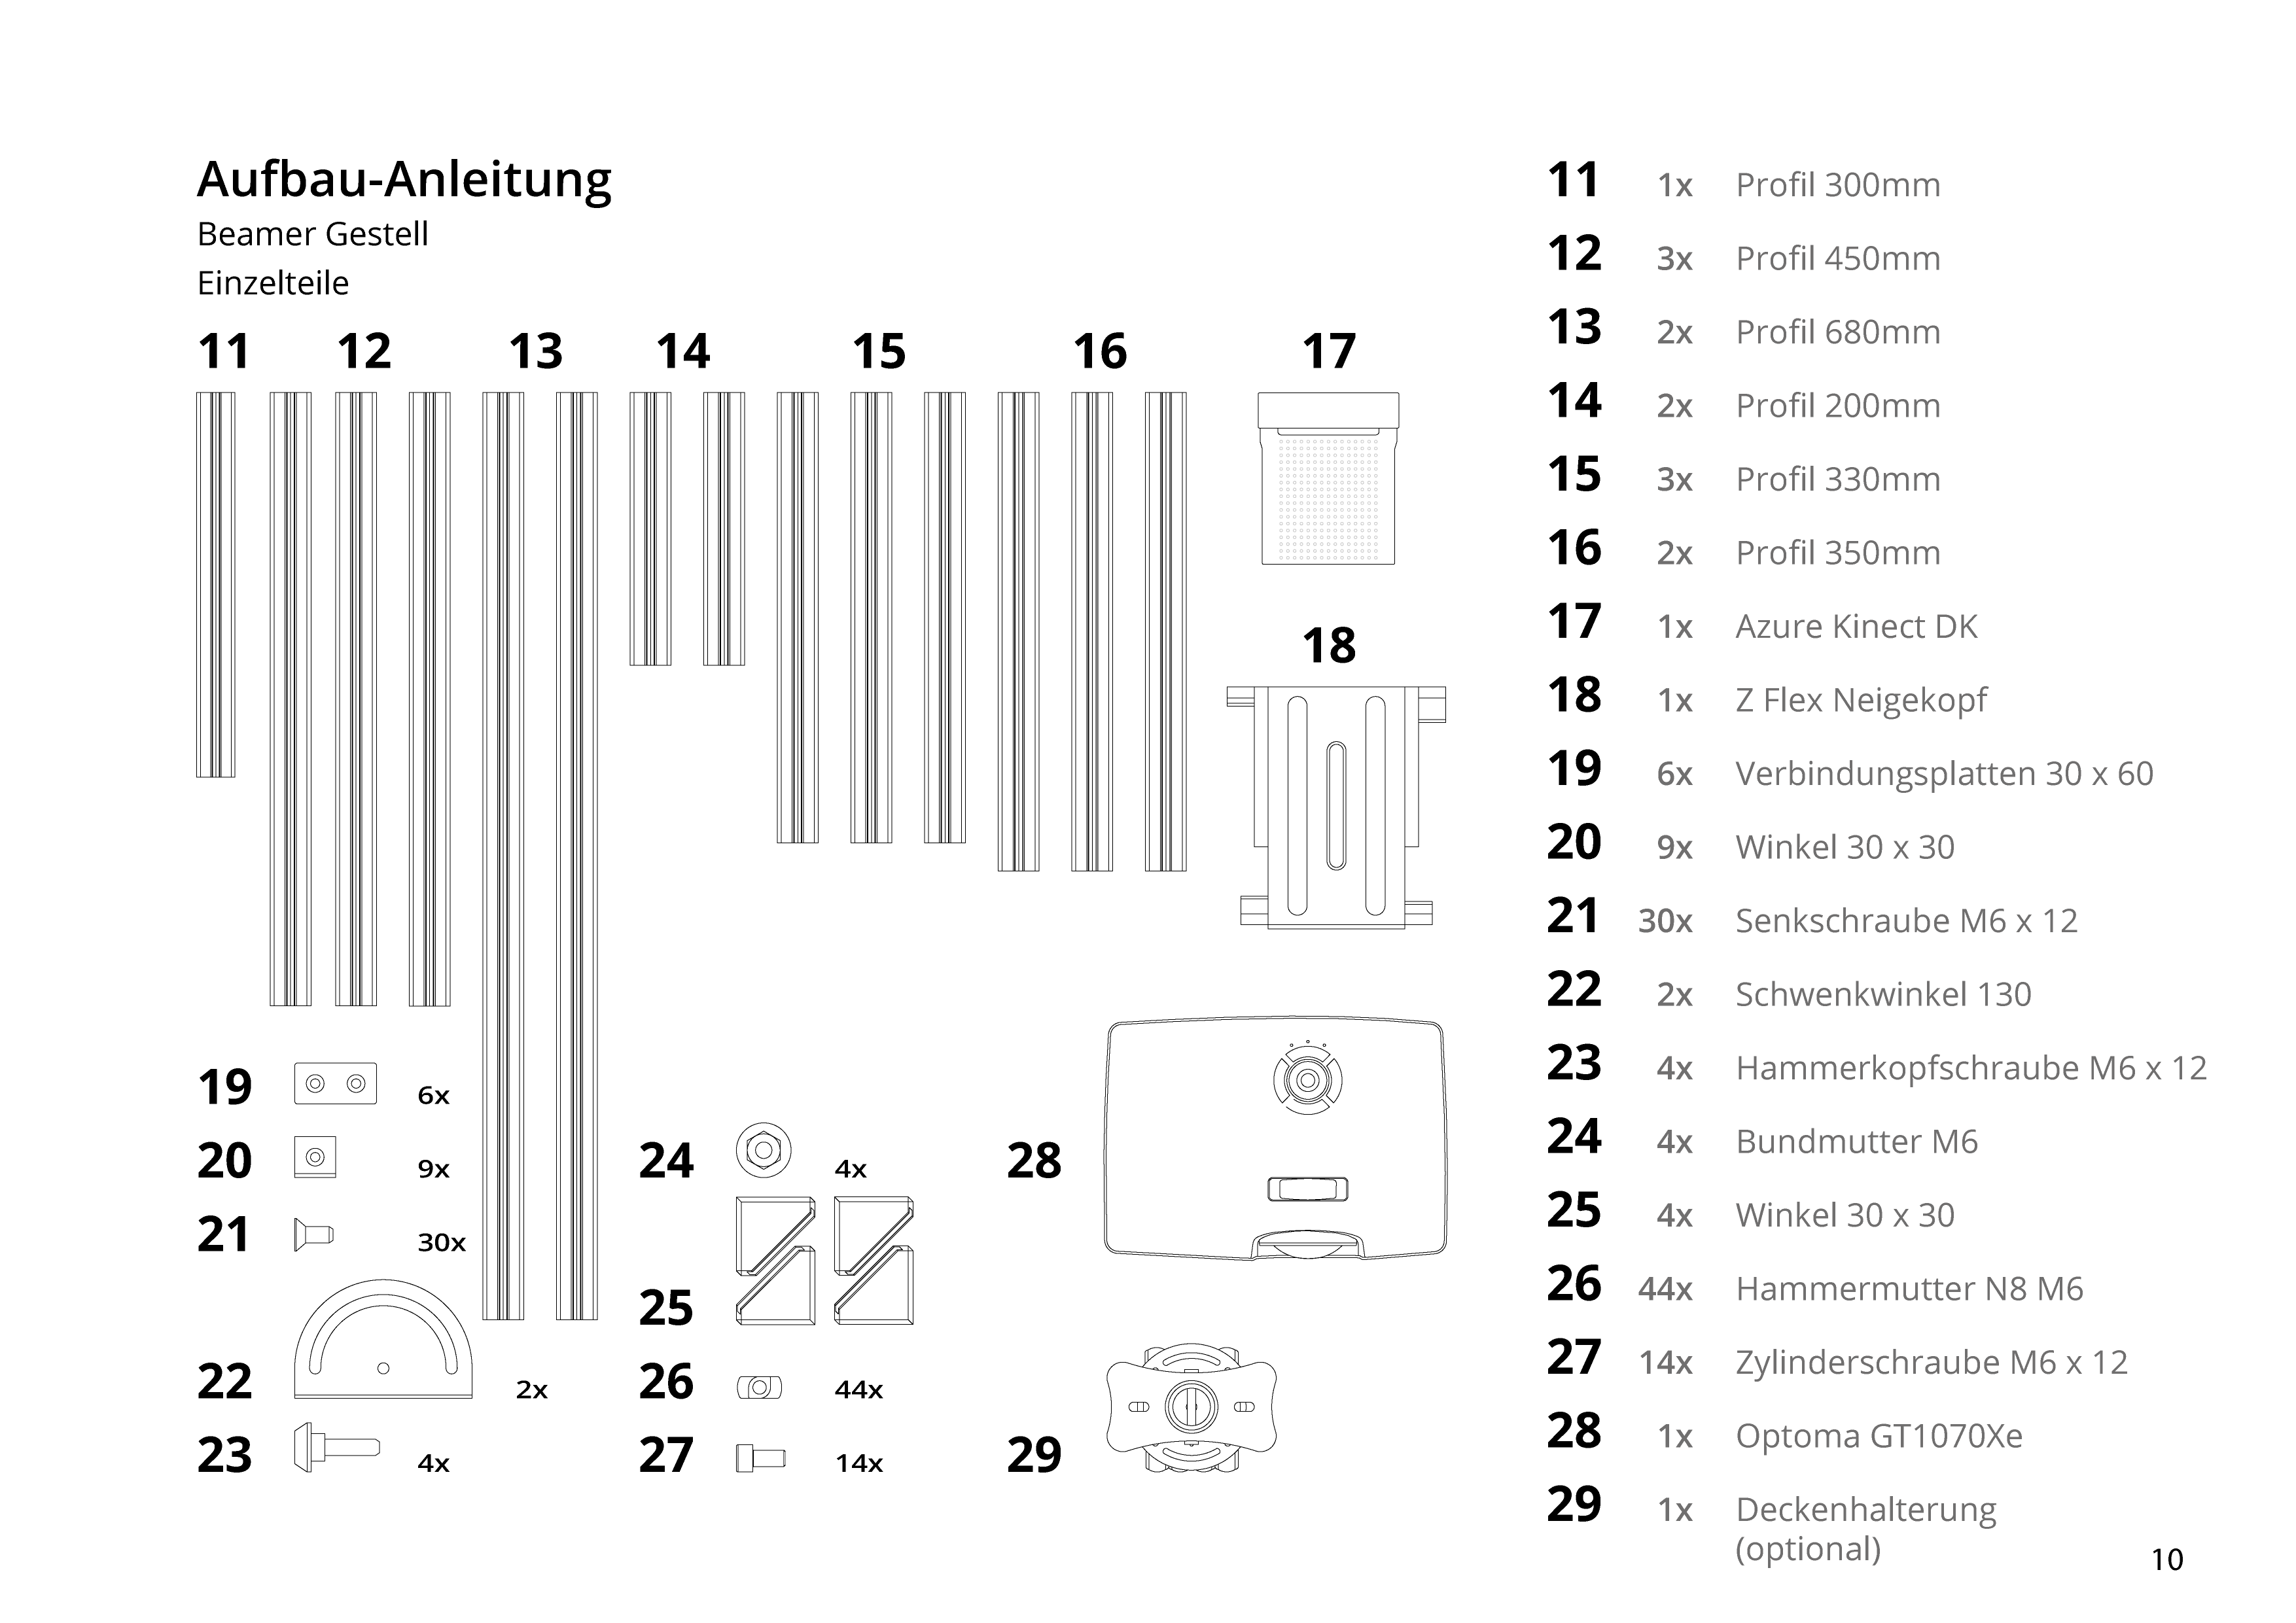 Aufbau-Anleitung
Beamer Gestell
Einzelteile
11 12 13 14 15 16 17
18
19 6x
20 9x
21 30x
22 2x
23 4x
24 4x
25
26 44x
27 14x
28
29
11 1x Profil 300mm
12 3x Profil 450mm
13 2x Profil 680mm
14 2x Profil 200mm
15 3x Profil 330mm
16 2x Profil 350mm
17 1x Azure Kinect DK
18 1x Z Flex Neigekopf
19 6x Verbindungsplatten 30 x 60
20 9x Winkel 30 x 30
21 30x Senkschraube M6 x 12
22 2x Schwenkwinkel 130
23 4x Hammerkopfschraube M6 x 12
24 4x Bundmutter M6
25 4x Winkel 30 x 30
26 44x Hammermutter N8 M6
27 14x Zylinderschraube M6 x 12
28 1x Optoma GT1070Xe
29 1x Deckenhalterung
(optional)
10